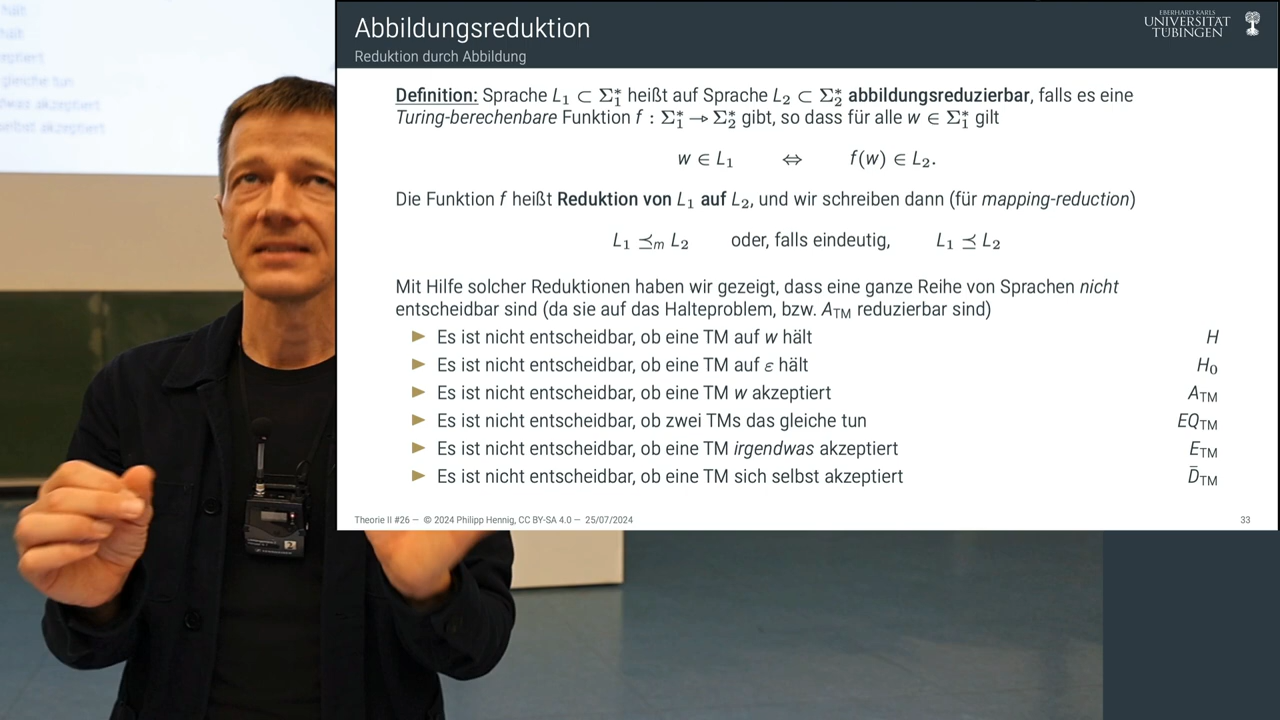 hält
hält
eptiert
gleiche tun
was akzeptiert
selbst akzeptiert
Abbildungsreduktion
Reduktion durch Abbildung
EBERHARD KARLS
UNIVERSITÄT
TÜBINGEN
Definition: Sprache L₁ ⊂ Σ₁* heißt auf Sprache L₂ ⊂ Σ₂* abbildungsreduzierbar, falls es eine
Turing-berechenbare Funktion f : Σ₁* → Σ₂* gibt, so dass für alle w ∈ Σ₁* gilt
w ∈ L₁ ⇔ f(w) ∈ L₂.
Die Funktion f heißt Reduktion von L₁ auf L₂, und wir schreiben dann (für mapping-reduction)
L₁ ⪯ₘ L₂ oder, falls eindeutig, L₁ ⪯ L₂
Mit Hilfe solcher Reduktionen haben wir gezeigt, dass eine ganze Reihe von Sprachen nicht
entscheidbar sind (da sie auf das Halteproblem, bzw. A_TM reduzierbar sind)
► Es ist nicht entscheidbar, ob eine TM auf w hält H
► Es ist nicht entscheidbar, ob eine TM auf ε hält H₀
► Es ist nicht entscheidbar, ob eine TM w akzeptiert A_TM
► Es ist nicht entscheidbar, ob zwei TMs das gleiche tun EQ_TM
► Es ist nicht entscheidbar, ob eine TM irgendwas akzeptiert E_TM
► Es ist nicht entscheidbar, ob eine TM sich selbst akzeptiert D̄_TM
Theorie II #26 — © 2024 Philipp Hennig, CC BY-SA 4.0 — 25/07/2024 33